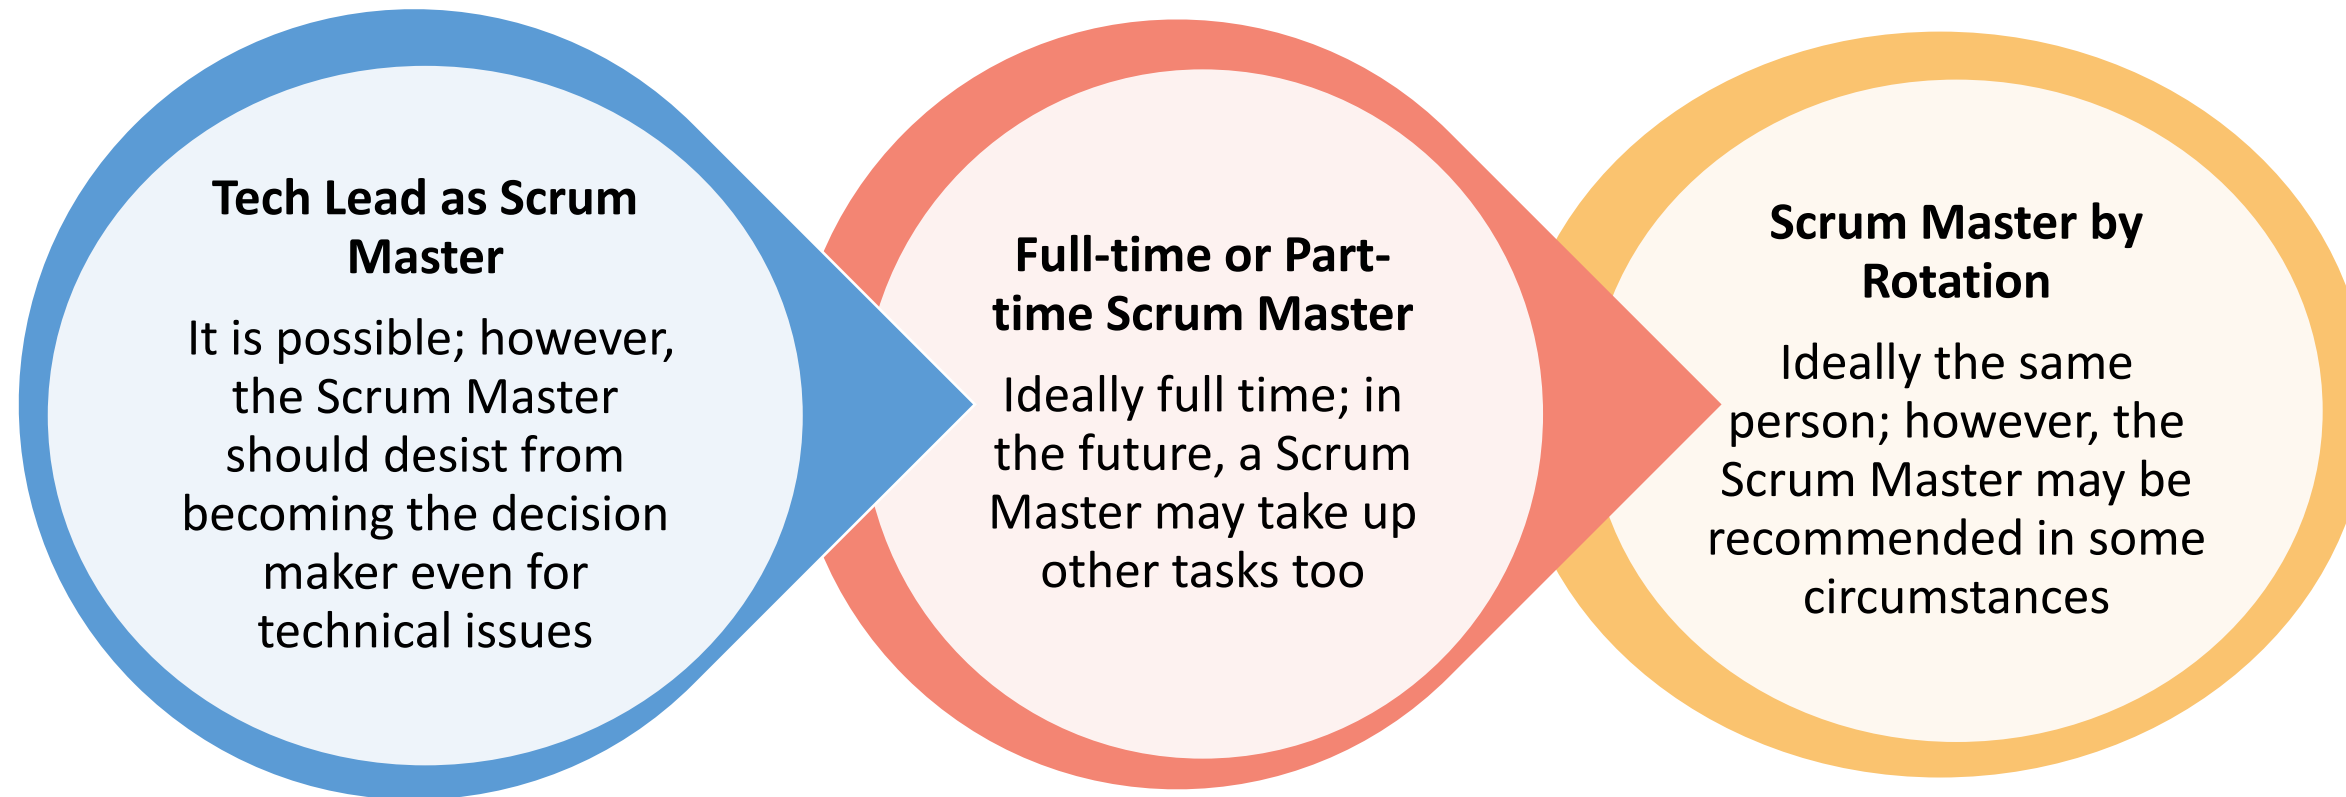 Tech Lead as Scrum
Master
It is possible; however,
the Scrum Master
should desist from
becoming the decision
maker even for
technical issues
Full-time or Part-
time Scrum Master
Ideally full time; in
the future, a Scrum
Master may take up
other tasks too
Scrum Master by
Rotation
Ideally the same
person; however, the
Scrum Master may be
recommended in some
circumstances